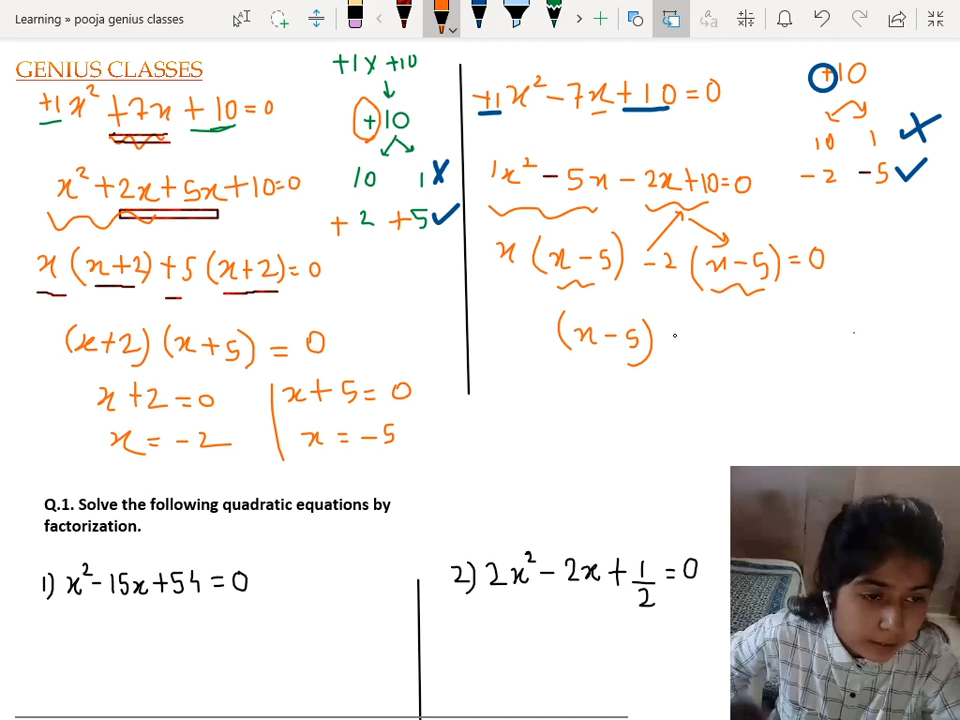 Learning » pooja genius classes
GENIUS CLASSES
+1x² +7x +10=0
x²+2x+5x+10=0
x (x+2)+5 (x+2)=0
(x+2) (x+5) = 0
x+2=0
x=-2
x+5=0
x=-5
+1x +10
+10
10 1 x
+2 +5 ✓
+1x²-7x+10=0
1x²-5x-2x+10=0
x (x-5) -2 (x-5)=0
(x-5)
+10
10 1 x
-2 -5 ✓
Q.1. Solve the following quadratic equations by
factorization.
1) x²-15x+54=0
2) 2x²-2x+1/2=0